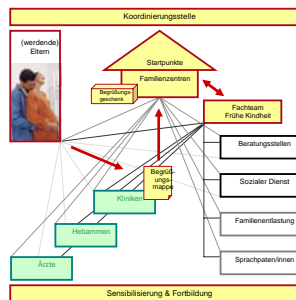 Koordinierungsstelle
(werdende)
Eltern
Startpunkte
Familienzentren
Begrüßungs-
geschenk
Fachteam
Frühe Kindheit
Beratungsstellen
Begrüß-
ungs-
mappe
Sozialer Dienst
Kliniken
Familienentlastung
Hebammen
Sprachpaten/innen
Ärzte
Sensibilisierung & Fortbildung